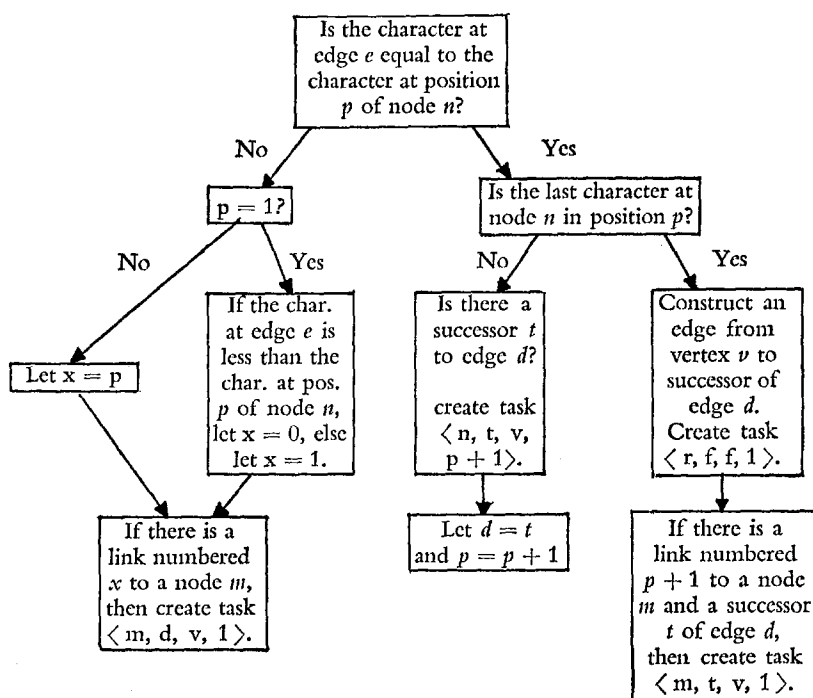 Is the character at
edge e equal to the
character at position
p of node n?
No
Yes
p = 1?
Is the last character at
node n in position p?
No
Yes
No
Yes
Let x = p
If the char.
at edge e is
less than the
char. at pos.
p of node n,
let x = 0, else
let x = 1.
Is there a
successor t
to edge d?
create task
⟨ n, t, v,
p + 1⟩.
Construct an
edge from
vertex v to
successor of
edge d.
Create task
⟨ r, f, f, 1 ⟩.
If there is a
link numbered
x to a node m,
then create task
⟨ m, d, v, 1⟩.
Let d = t
and p = p + 1
If there is a
link numbered
p + 1 to a node
m and a successor
t of edge d,
then create task
⟨ m, t, v, 1 ⟩.